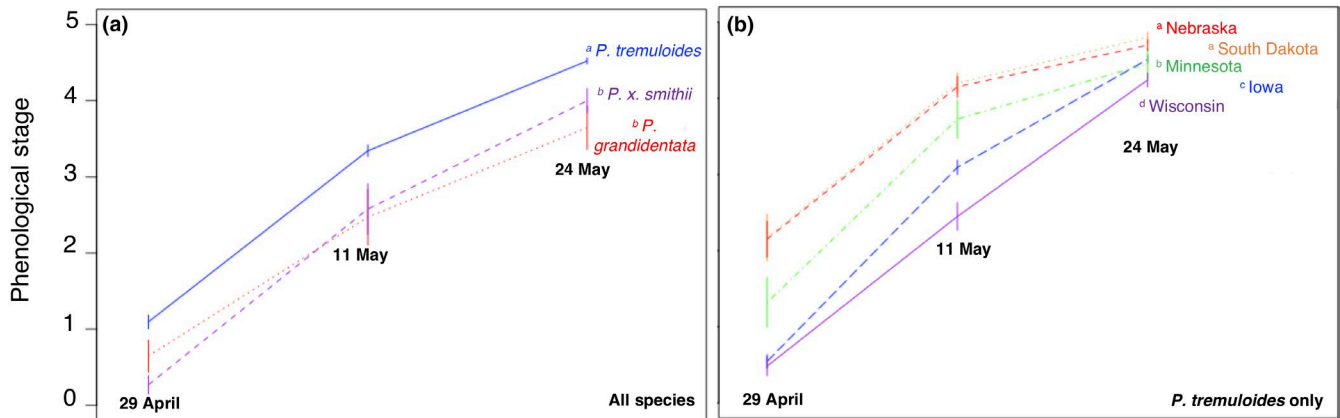 (a)
Phenological stage
5
4
3
2
1
0
a P. tremuloides
b P. x. smithii
b P.
grandidentata
24 May
11 May
29 April
All species
(b)
a Nebraska
a South Dakota
b Minnesota
c Iowa
d Wisconsin
24 May
11 May
29 April
P. tremuloides only